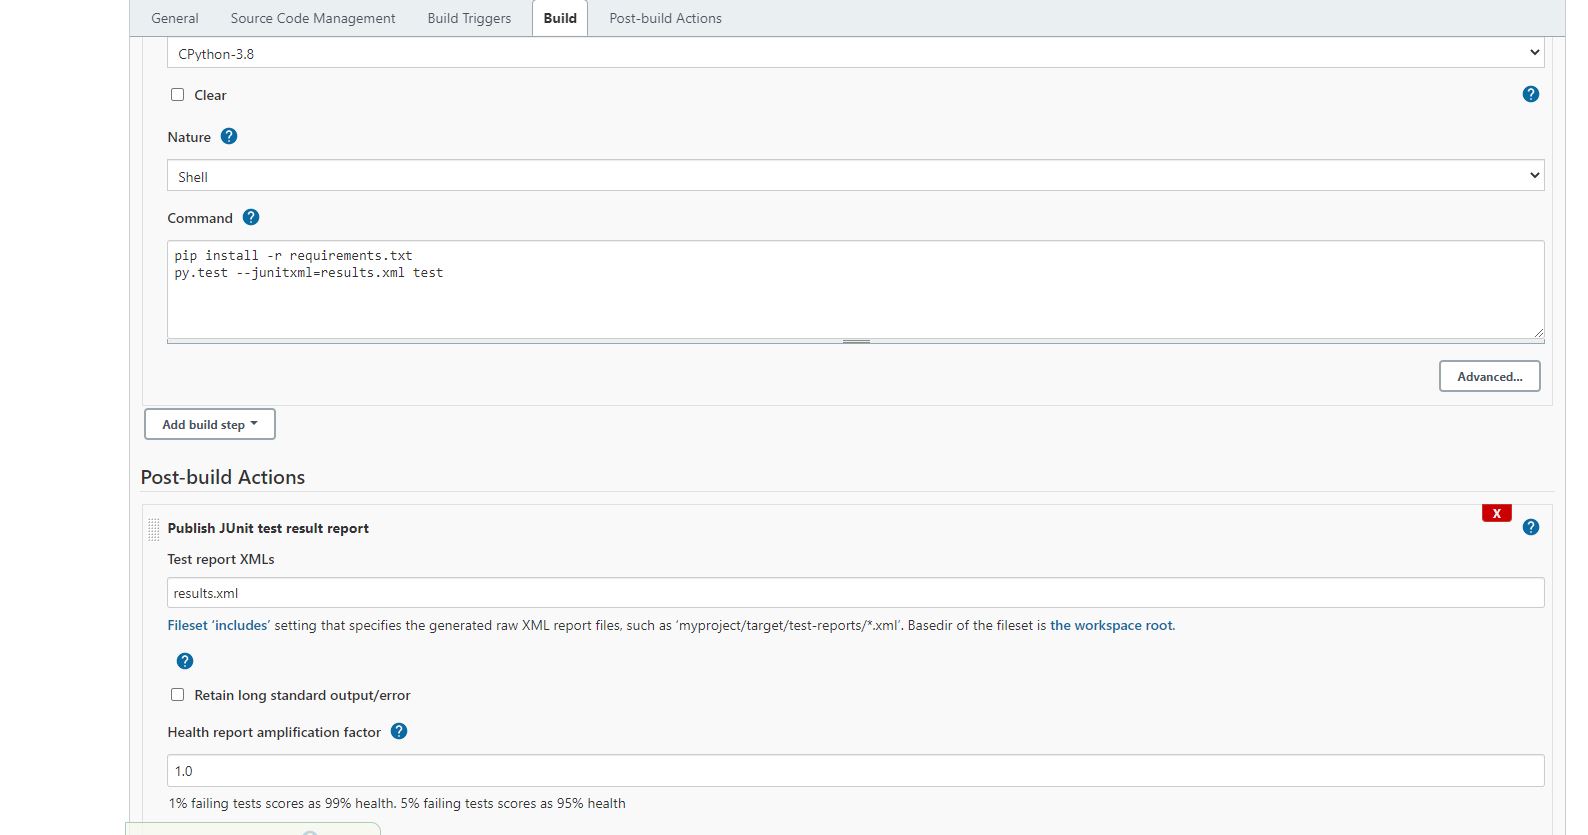 General Source Code Management Build Triggers Build Post-build Actions
CPython-3.8
Clear
?
Nature ?
Shell
Command ?
pip install -r requirements.txt
py.test --junitxml=results.xml test
Advanced...
Add build step
Post-build Actions
X
Publish JUnit test result report
?
Test report XMLs
results.xml
Fileset ‘includes’ setting that specifies the generated raw XML report files, such as ‘myproject/target/test-reports/*.xml’. Basedir of the fileset is the workspace root.
?
Retain long standard output/error
Health report amplification factor ?
1.0
1% failing tests scores as 99% health. 5% failing tests scores as 95% health